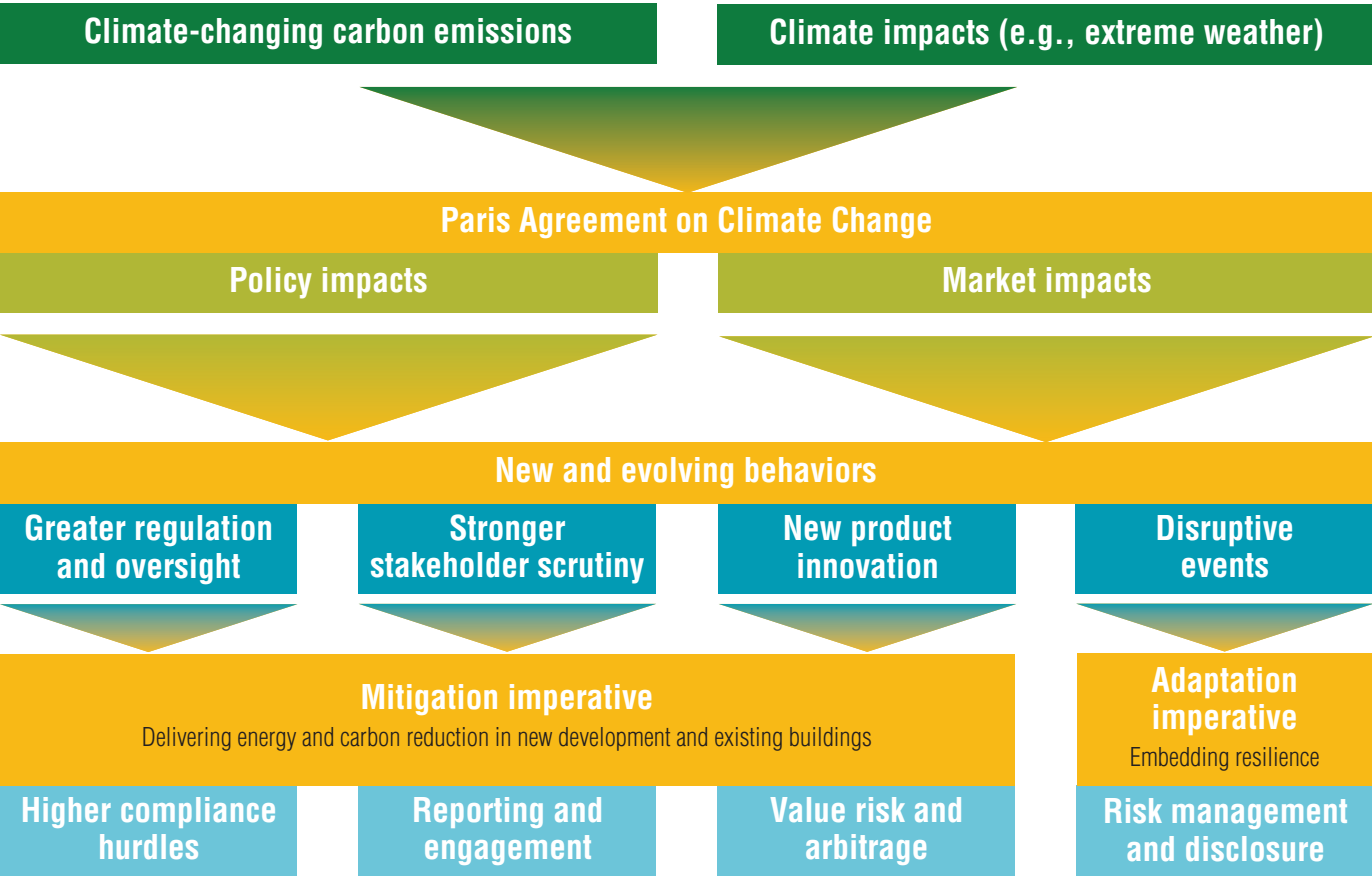 Climate-changing carbon emissions
Climate impacts (e.g., extreme weather)
Paris Agreement on Climate Change
Policy impacts
Market impacts
New and evolving behaviors
Greater regulation
and oversight
Stronger
stakeholder scrutiny
New product
innovation
Disruptive
events
Mitigation imperative
Delivering energy and carbon reduction in new development and existing buildings
Adaptation
imperative
Embedding resilience
Higher compliance
hurdles
Reporting and
engagement
Value risk and
arbitrage
Risk management
and disclosure